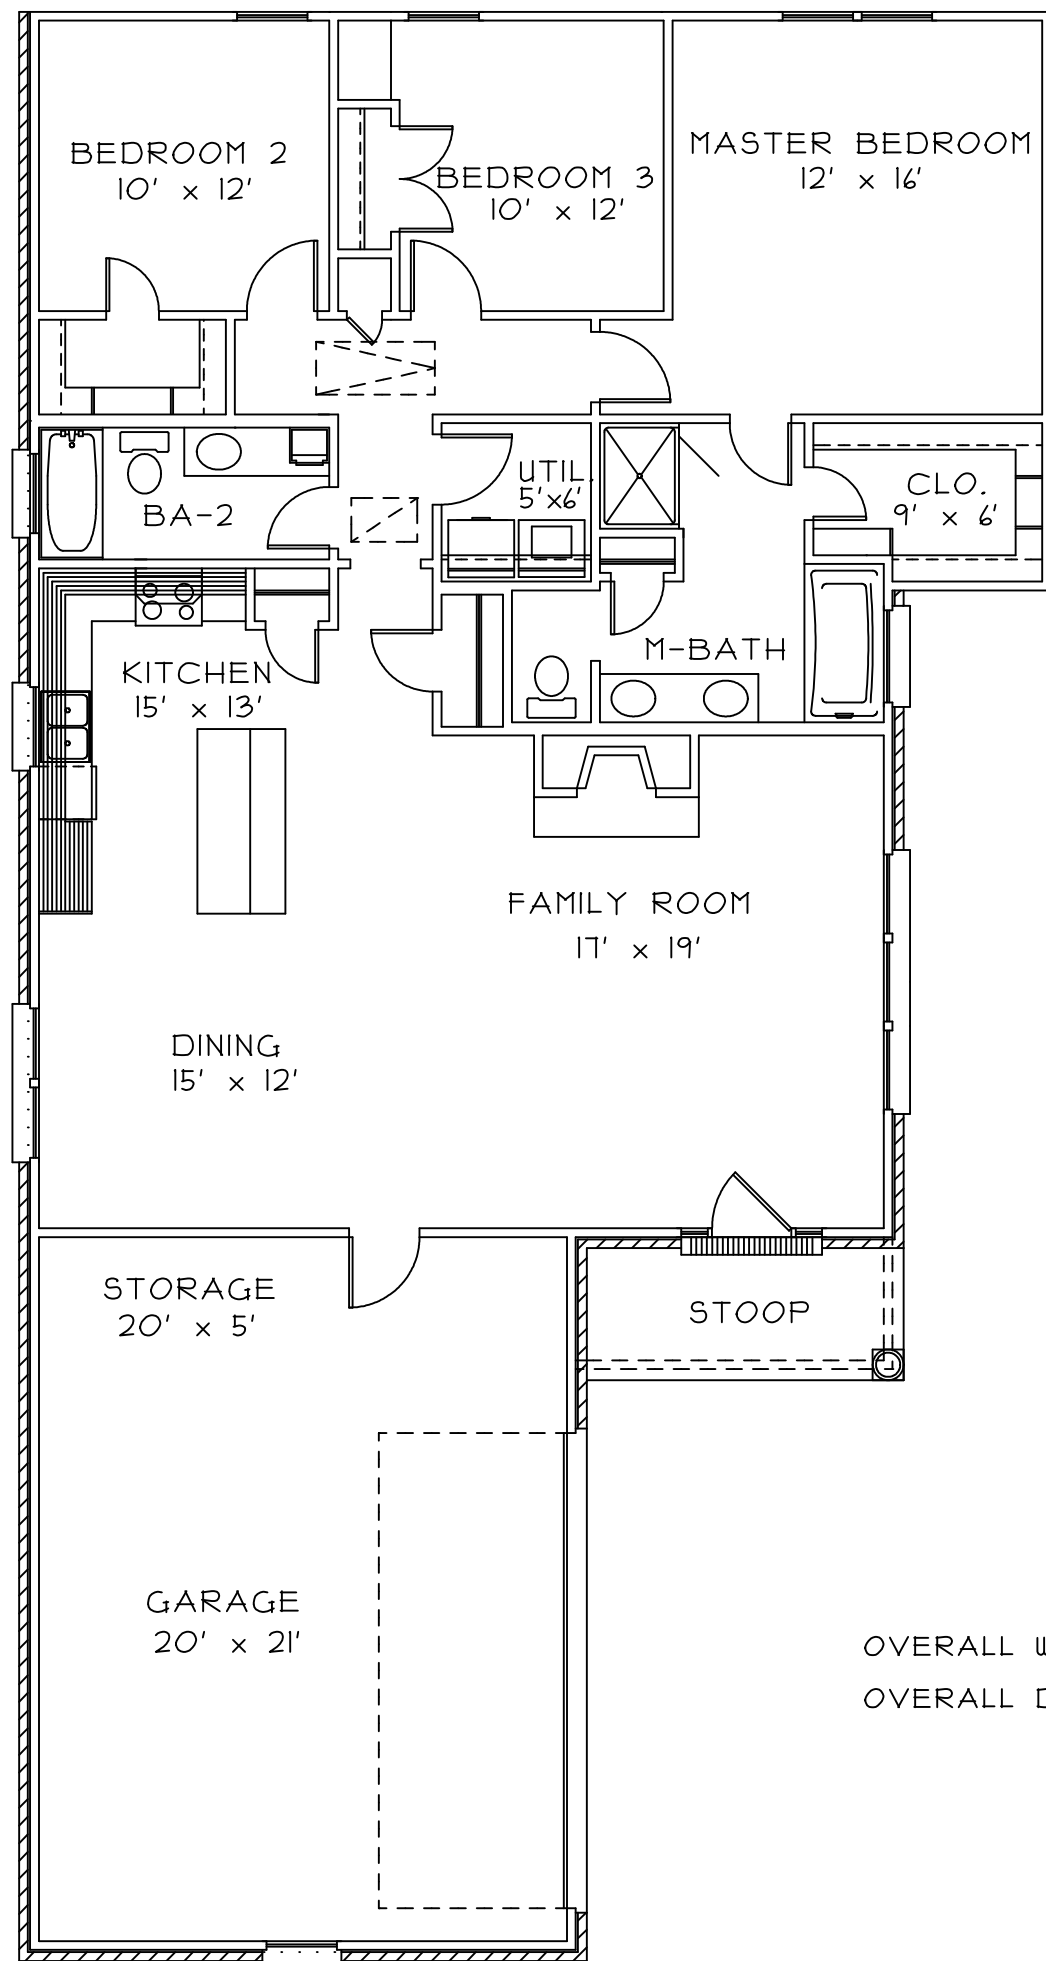 BEDROOM 2
10' x 12'
BEDROOM 3
10' x 12'
MASTER BEDROOM
12' x 16'
UTIL.
5'x6'
CLO.
9' x 6'
BA-2
M-BATH
KITCHEN
15' x 13'
FAMILY ROOM
17' x 19'
DINING
15' x 12'
STORAGE
20' x 5'
STOOP
GARAGE
20' x 21'
OVERALL
OVERALL